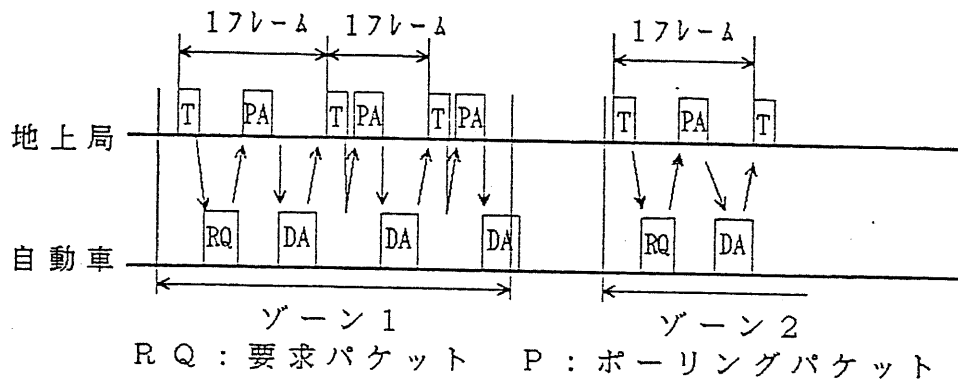 1フレーム 1フレーム 1フレーム
T PA T PA T PA T PA T
地上局
RQ DA DA DA RQ DA
自動車
ゾーン1 ゾーン2
RQ:要求パケット P:ポーリングパケット